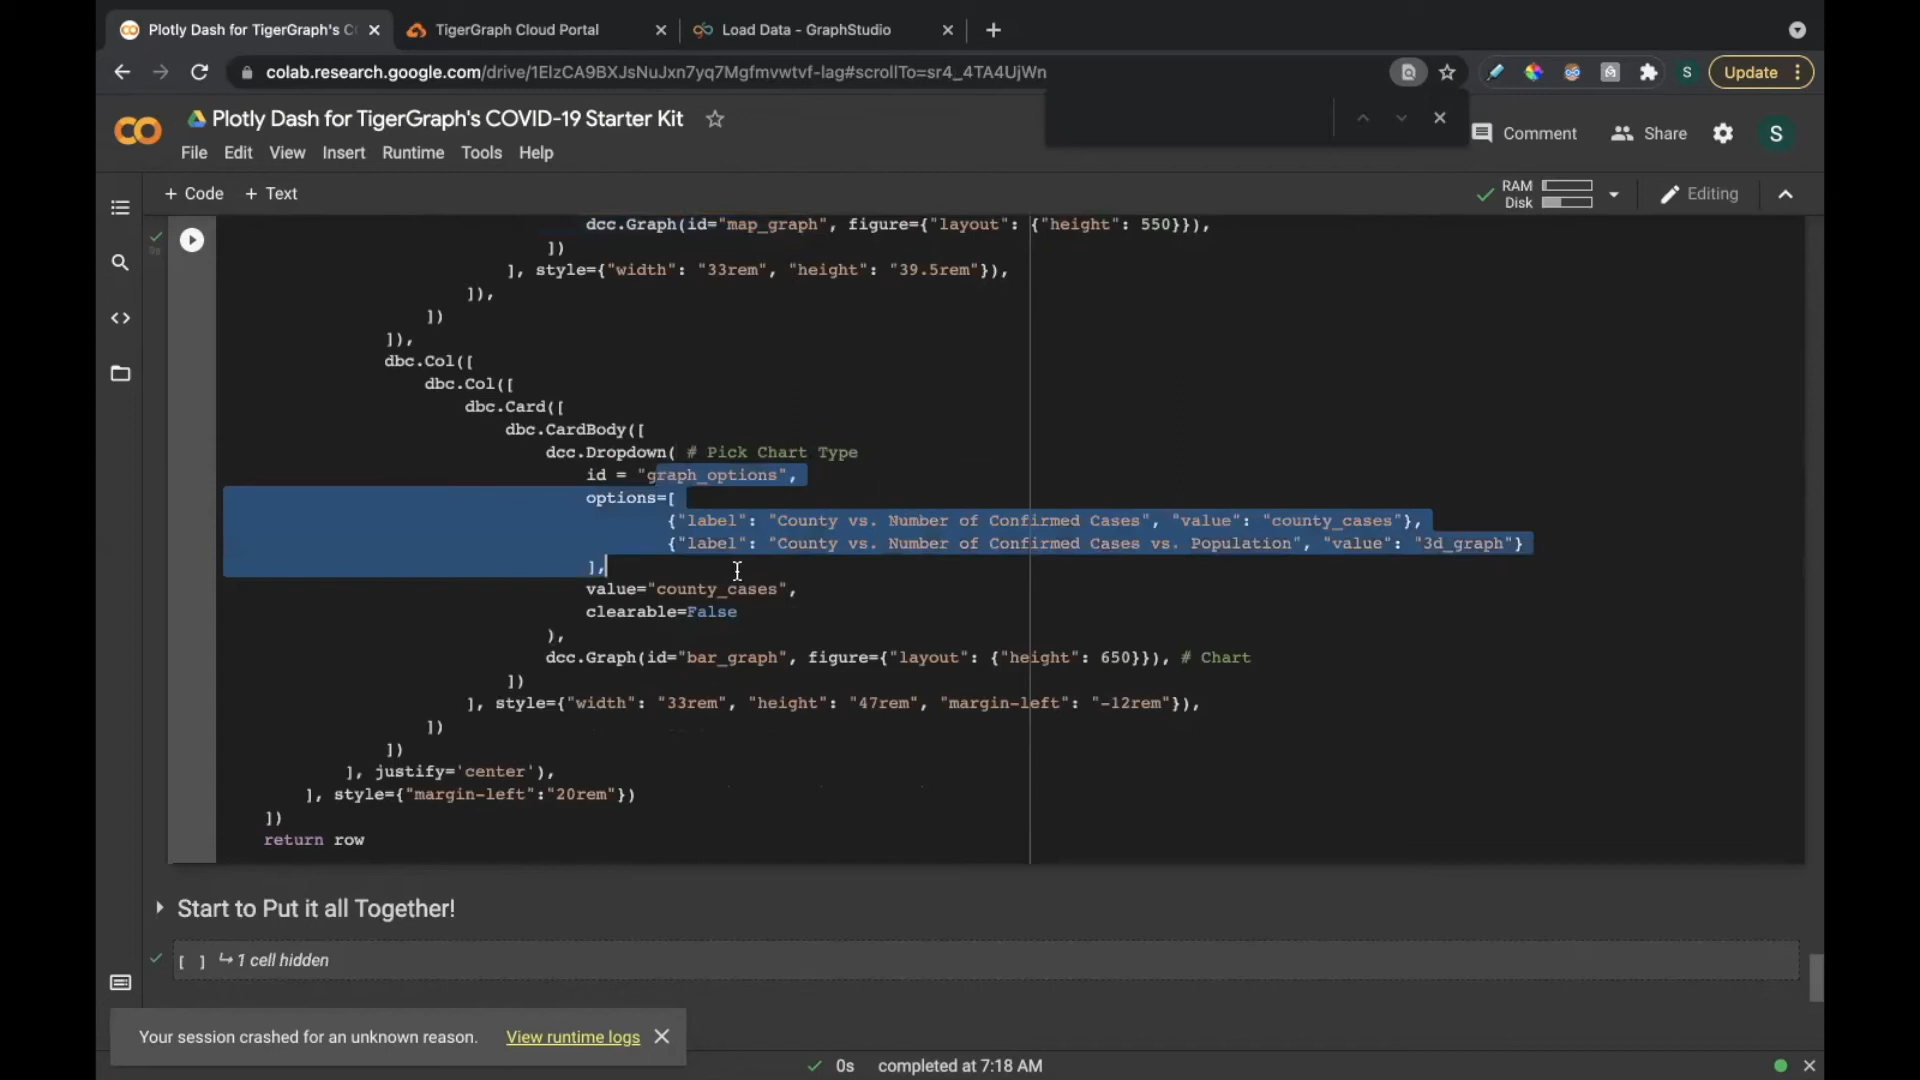 Plotly Dash for TigerGraph's C
TigerGraph Cloud Portal
Load Data - GraphStudio
colab.research.google.com/drive/1ElzCA9BXJsNuJxn7yq7Mgfmvwtvf-lag#scrollTo=sr4_4TA4UjWn
S
Update
Plotly Dash for TigerGraph's COVID-19 Starter Kit
Comment
Share
S
File Edit View Insert Runtime Tools Help
+ Code + Text
RAM
Disk
Editing
dcc.Graph(id="map_graph", figure={"layout": {"height": 550}}),
])
], style={"width": "33rem", "height": "39.5rem"}),
]),
])
]),
dbc.Col([
dbc.Col([
dbc.Card([
dbc.CardBody([
dcc.Dropdown( # Pick Chart Type
id = "graph_options",
options=[
{"label": "County vs. Number of Confirmed Cases", "value": "county_cases"},
{"label": "County vs. Number of Confirmed Cases vs. Population", "value": "3d_graph"}
],
value="county_cases",
clearable=False
),
dcc.Graph(id="bar_graph", figure={"layout": {"height": 650}}), # Chart
])
], style={"width": "33rem", "height": "47rem", "margin-left": "-12rem"}),
])
])
], justify='center'),
], style={"margin-left":"20rem"})
])
return row
Start to Put it all Together!
[ ] ↳ 1 cell hidden
Your session crashed for an unknown reason. View runtime logs
0s completed at 7:18 AM